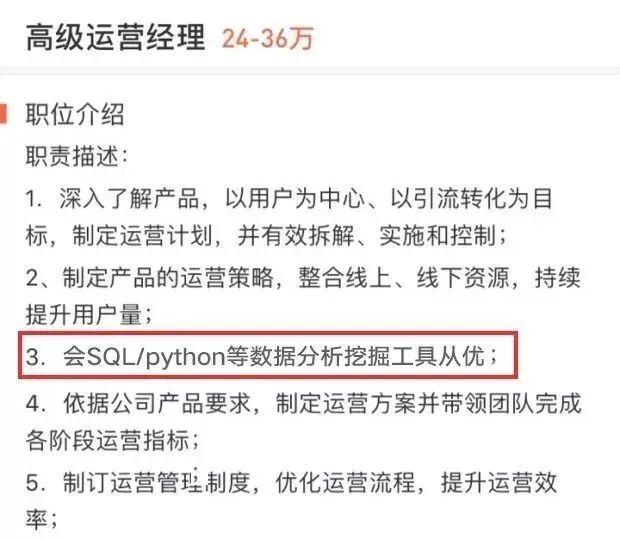 高级运营经理 24-36万
职位介绍
职责描述：
1. 深入了解产品，以用户为中心、以引流转化为目
标，制定运营计划，并有效拆解、实施和控制；
2、制定产品的运营策略，整合线上、线下资源，持续
提升用户量；
3. 会SQL/python等数据分析挖掘工具从优；
4. 依据公司产品要求，制定运营方案并带领团队完成
各阶段运营指标；
5. 制订运营管理制度，优化运营流程，提升运营效
率；